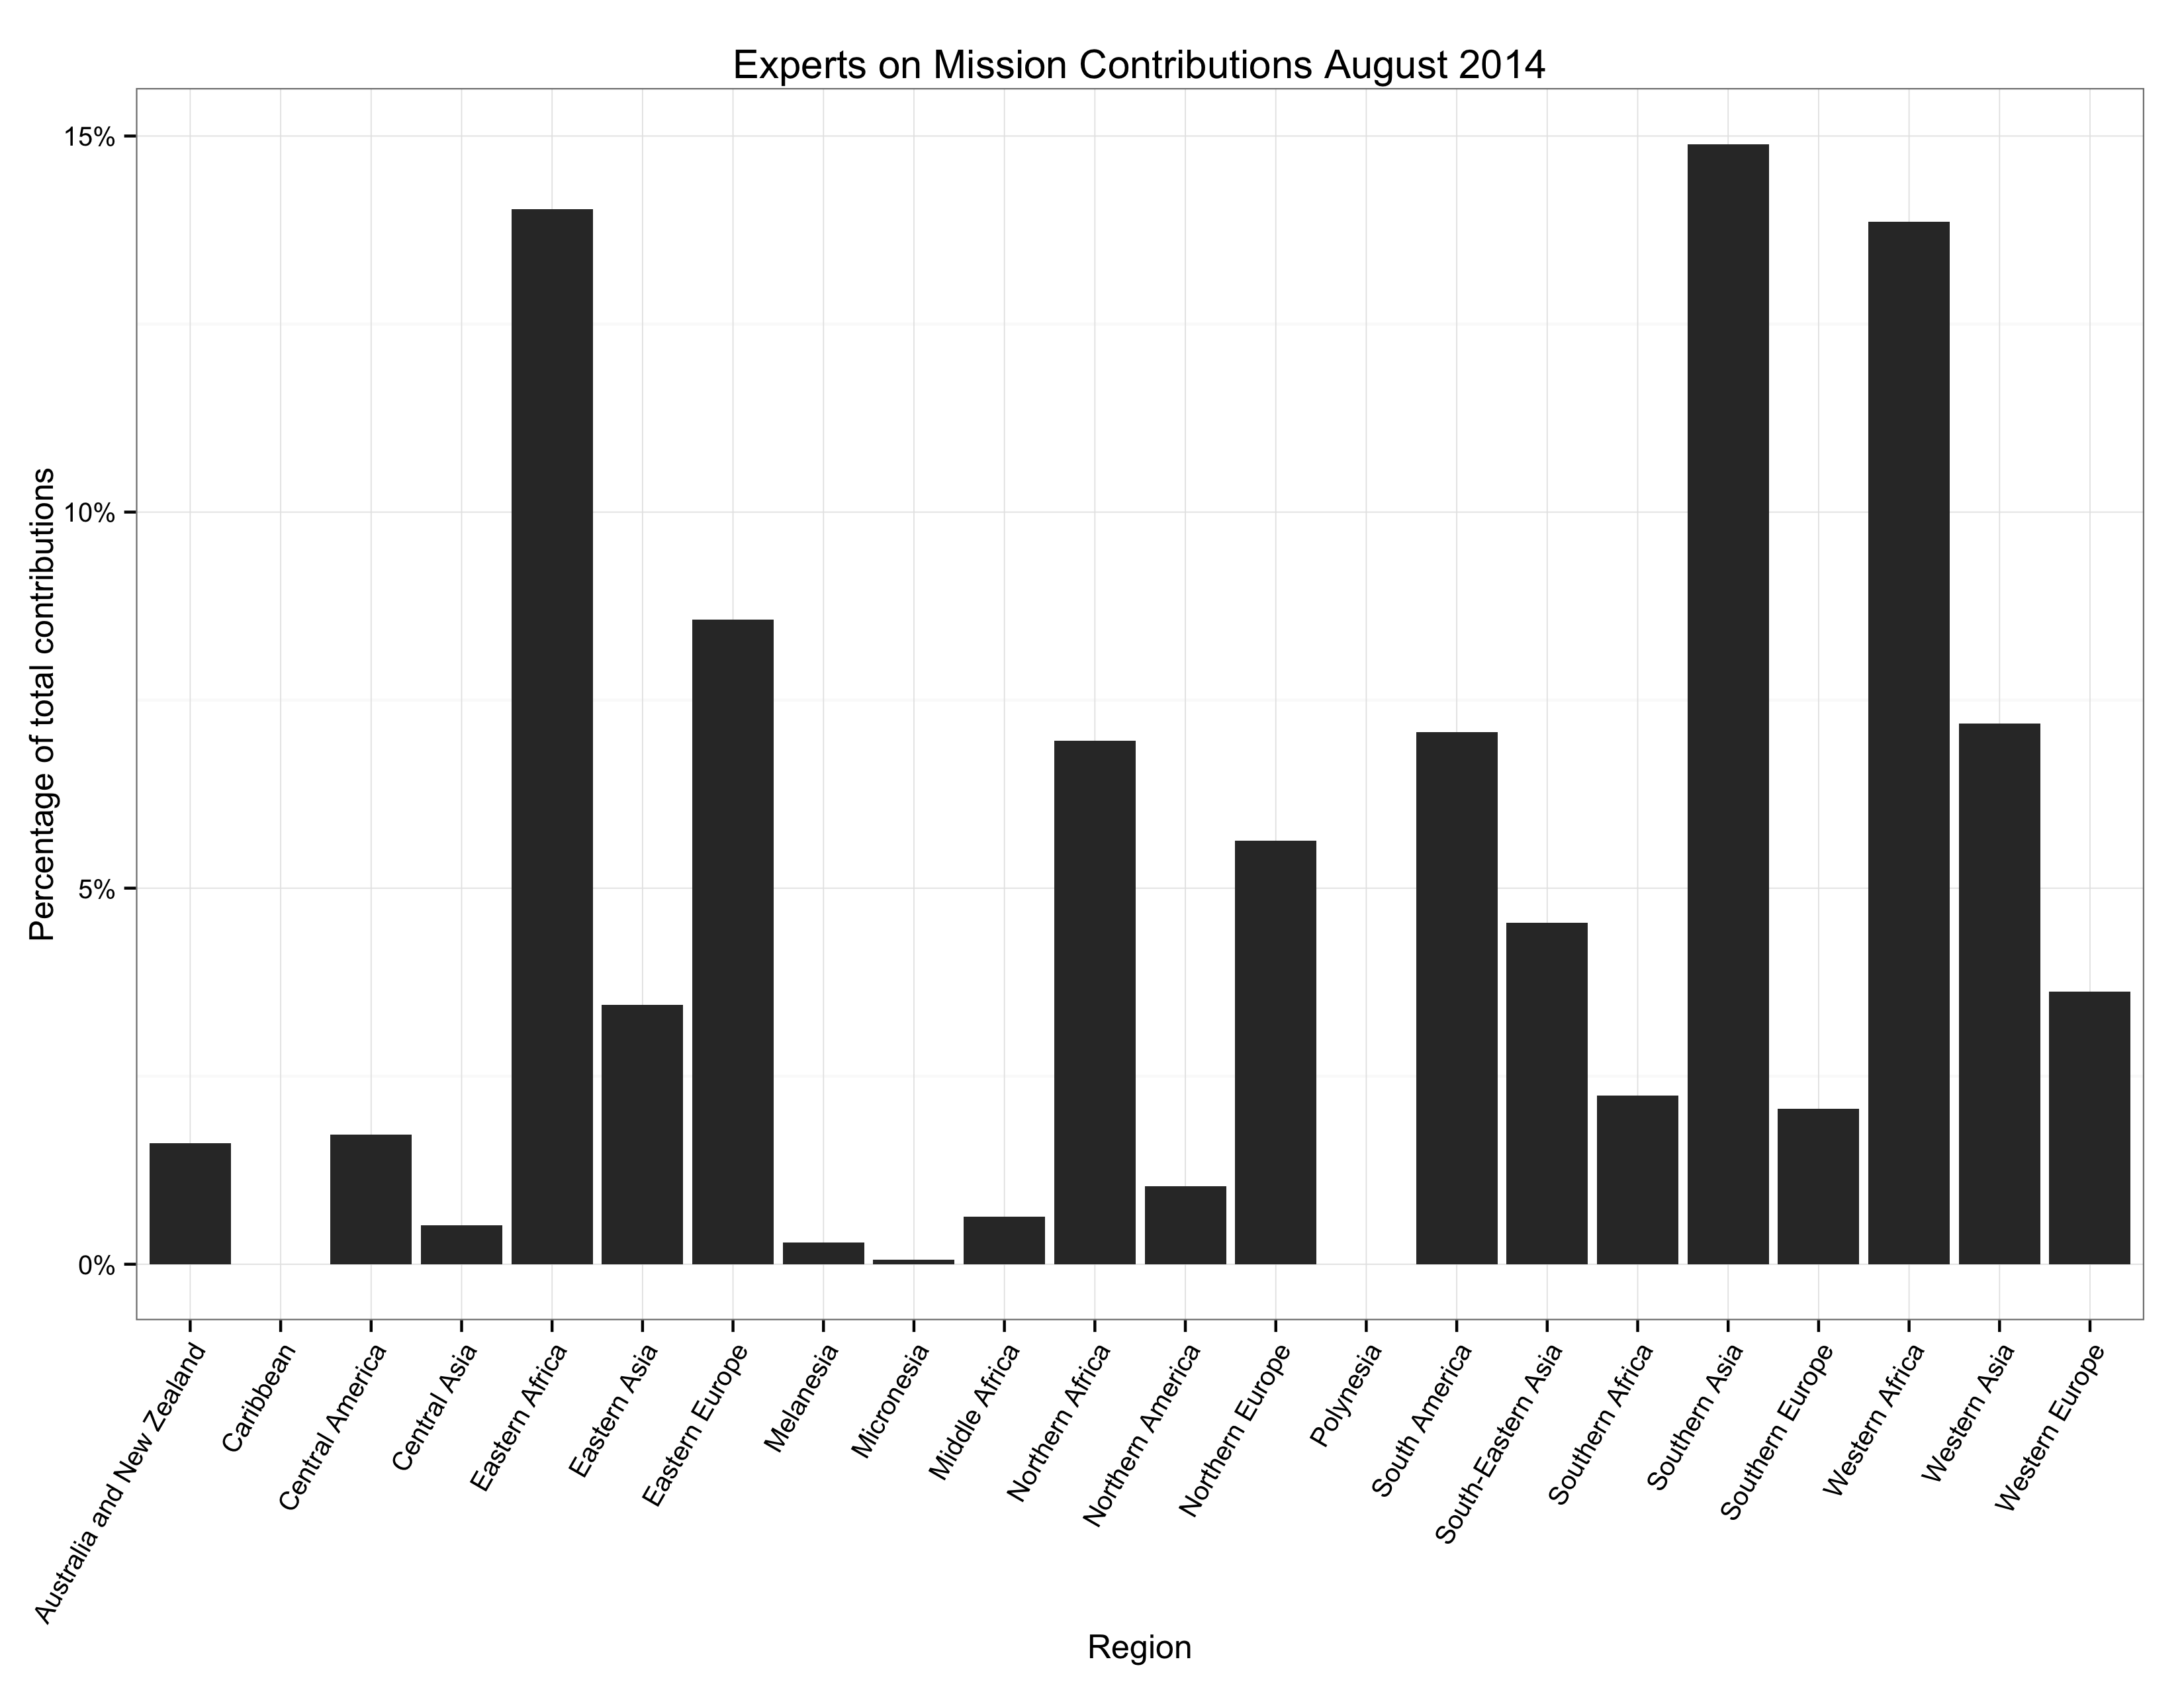 Experts on Mission Contributions August 2014
Percentage of total contributions
15%
10%
5%
0%
Australia and New Zealand
Caribbean
Central America
Central Asia
Eastern Africa
Eastern Asia
Eastern Europe
Melanesia
Micronesia
Middle Africa
Northern Africa
Northern America
Northern Europe
Polynesia
South America
South-Eastern Asia
Southern Africa
Southern Asia
Southern Europe
Western Africa
Western Asia
Western Europe
Region